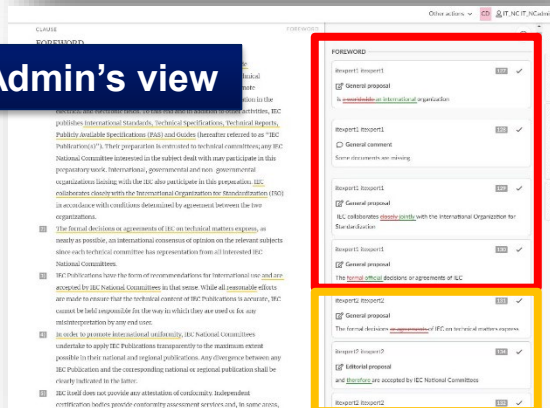 Other actions
CD
IT_NC IT_NCadmi
CLAUSE
FOREWORD
FOREWORD
Admin's view
publishes International Standards, Technical Specifications, Technical Reports,
Publicly Available Specifications (PAS) and Guides (hereafter referred to as "IEC
Publication(s)"). Their preparation is entrusted to technical committees; any IEC
National Committee interested in the subject dealt with may participate in this
preparatory work. International, governmental and non-governmental
organizations liaising with the IEC also participate in this preparation. IEC
collaborates closely with the International Organization for Standardization (ISO)
in accordance with conditions determined by agreement between the two
organizations.
2) The formal decisions or agreements of IEC on technical matters express, as
nearly as possible, an international consensus of opinion on the relevant subjects
since each technical committee has representation from all interested IEC
National Committees.
3) IEC Publications have the form of recommendations for international use and are
accepted by IEC National Committees in that sense. While all reasonable efforts
are made to ensure that the technical content of IEC Publications is accurate, IEC
cannot be held responsible for the way in which they are used or for any
misinterpretation by any end user.
4) In order to promote international uniformity, IEC National Committees
undertake to apply IEC Publications transparently to the maximum extent
possible in their national and regional publications. Any divergence between any
IEC Publication and the corresponding national or regional publication shall be
clearly indicated in the latter.
5) IEC itself does not provide any attestation of conformity. Independent
certification bodies provide conformity assessment services and, in some areas,
FOREWORD
itexpert1 itexpert1
General proposal
is a worldwide an international organization
itexpert1 itexpert1
General comment
Some documents are missing
itexpert1 itexpert1
General proposal
IEC collaborates closely jointly with the International Organization for
Standardization
itexpert1 itexpert1
General proposal
The formal official decisions or agreements of IEC
itexpert2 itexpert2
General proposal
The formal decisions or agreements of IEC on technical matters express
itexpert2 itexpert2
Editorial proposal
and therefore are accepted by IEC National Committees
itexpert2 itexpert2